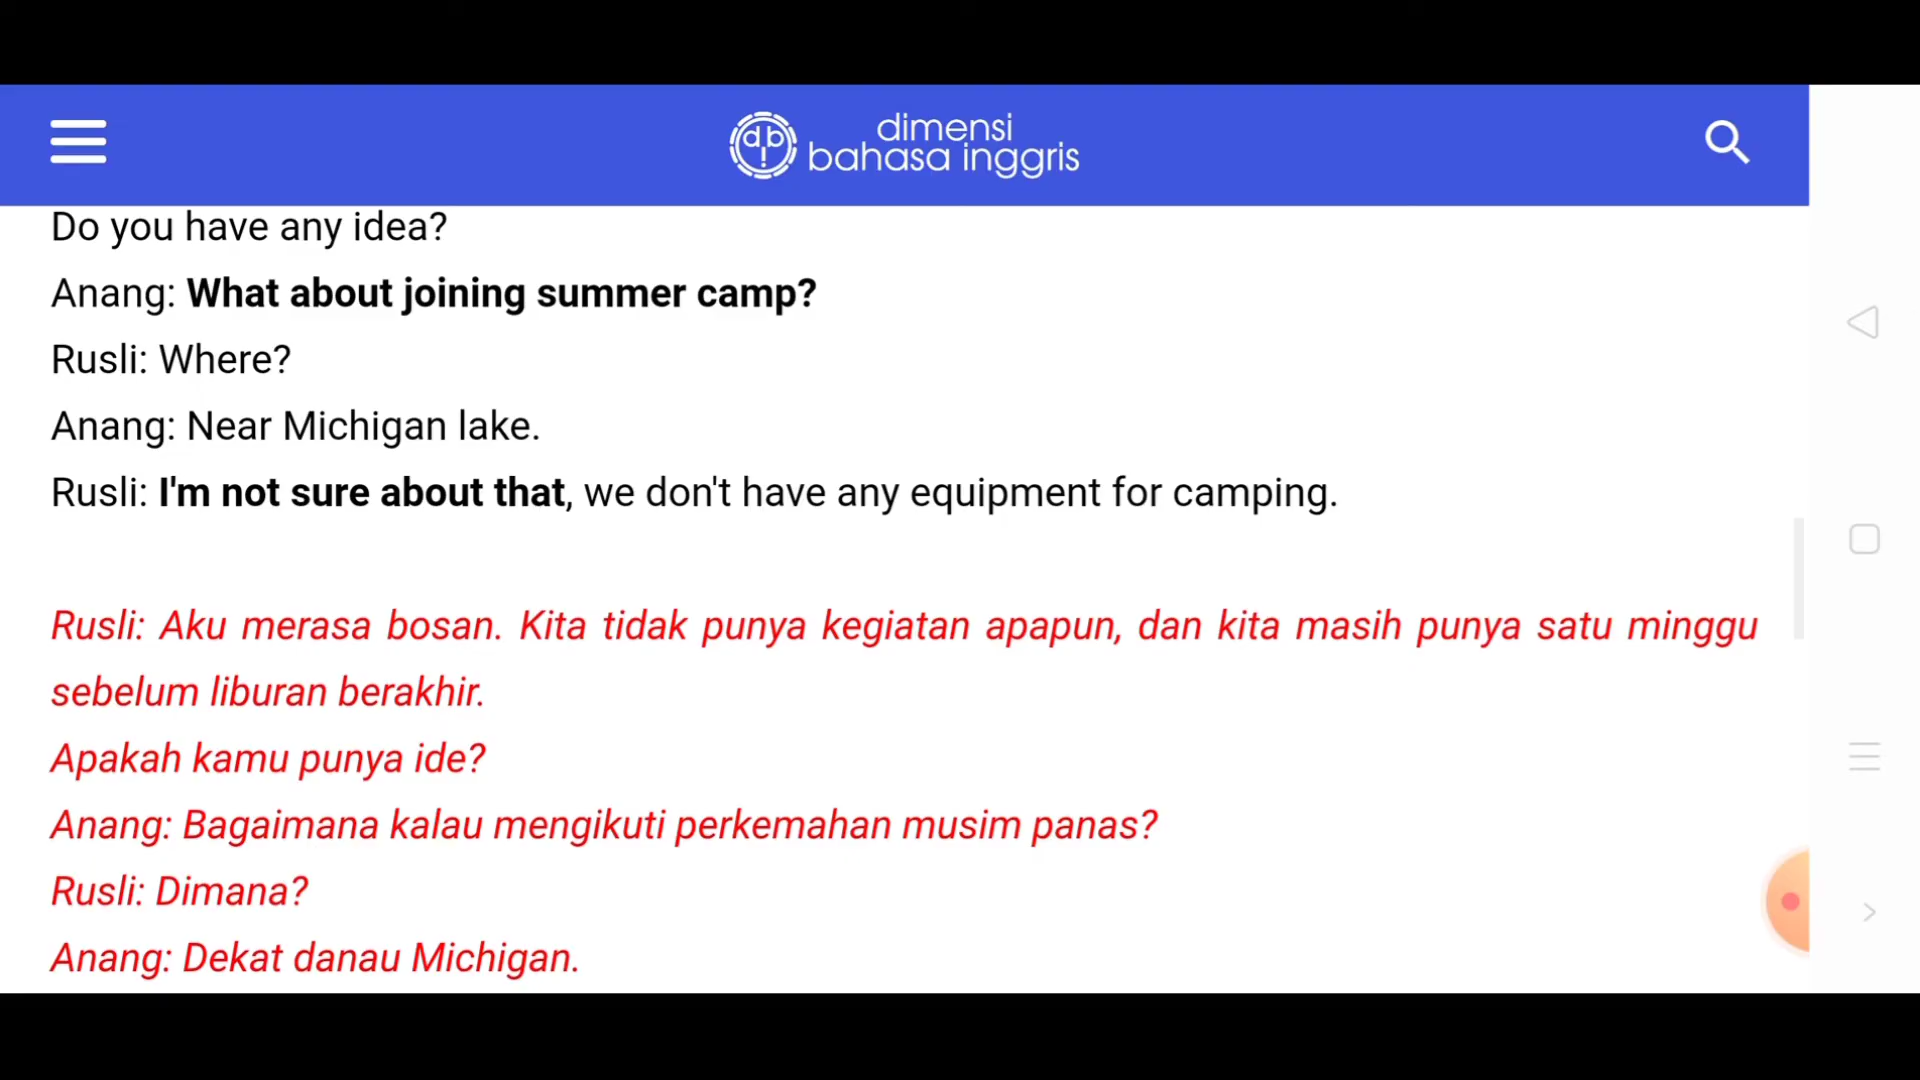 dimensi
bahasa inggris
Do you have any idea?
Anang: What about joining summer camp?
Rusli: Where?
Anang: Near Michigan lake.
Rusli: I'm not sure about that, we don't have any equipment for camping.
Rusli: Aku merasa bosan. Kita tidak punya kegiatan apapun, dan kita masih punya satu minggu
sebelum liburan berakhir.
Apakah kamu punya ide?
Anang: Bagaimana kalau mengikuti perkemahan musim panas?
Rusli: Dimana?
Anang: Dekat danau Michigan.